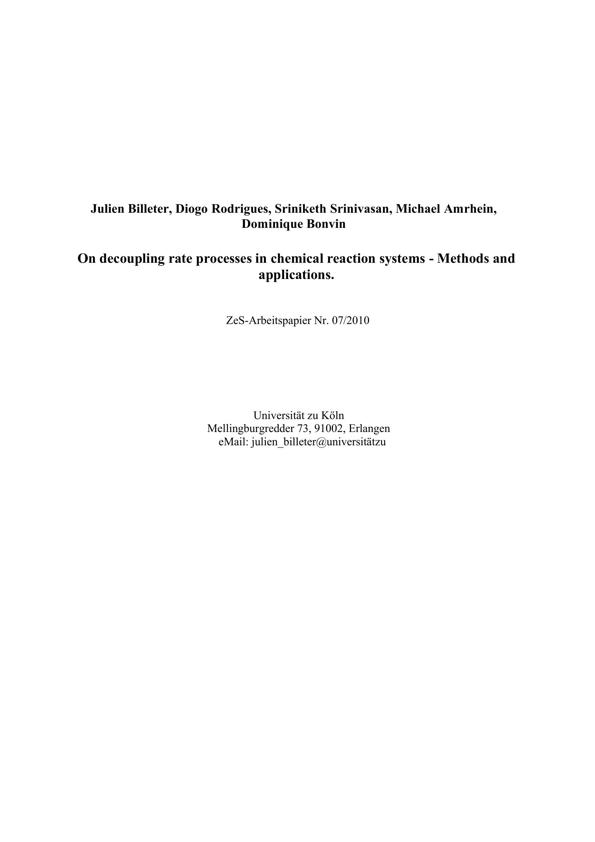 Julien Billeter, Diogo Rodrigues, Sriniketh Srinivasan, Michael Amrhein,
Dominique Bonvin
On decoupling rate processes in chemical reaction systems - Methods and
applications.
ZeS-Arbeitspapier Nr. 07/2010
Universität zu Köln
Mellingburgredder 73, 91002, Erlangen
eMail: julien_billeter@universitätzu